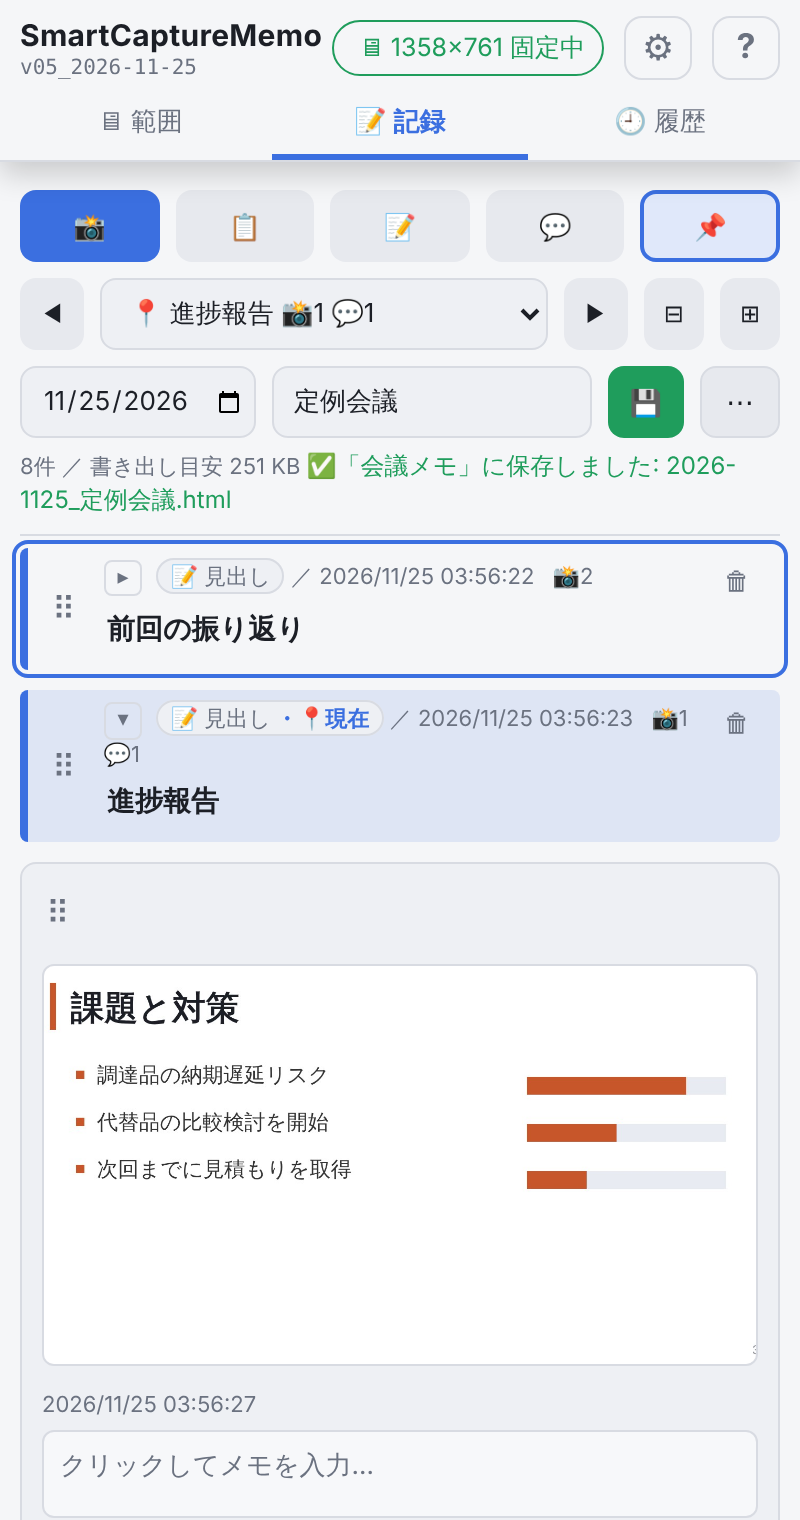 SmartCaptureMemo
v05_2026-11-25
🖥 1358×761 固定中
⚙ ?
🖥 範囲
📝 記録
🕘 履歴
📸 📋 📝 💬 📌
◀ 📍 進捗報告 📸1 💬1 ▶ ⊟ ⊞
11/25/2026 定例会議 💾 …
8件 ／ 書き出し目安 251 KB ✅「会議メモ」に保存しました: 2026-
1125_定例会議.html
▶ 📝 見出し ／ 2026/11/25 03:56:22 📸2 🗑
前回の振り返り
▼ 📝 見出し ・📍現在 ／ 2026/11/25 03:56:23 📸1 🗑
💬1
進捗報告
課題と対策
▪ 調達品の納期遅延リスク
▪ 代替品の比較検討を開始
▪ 次回までに見積もりを取得
2026/11/25 03:56:27
クリックしてメモを入力…